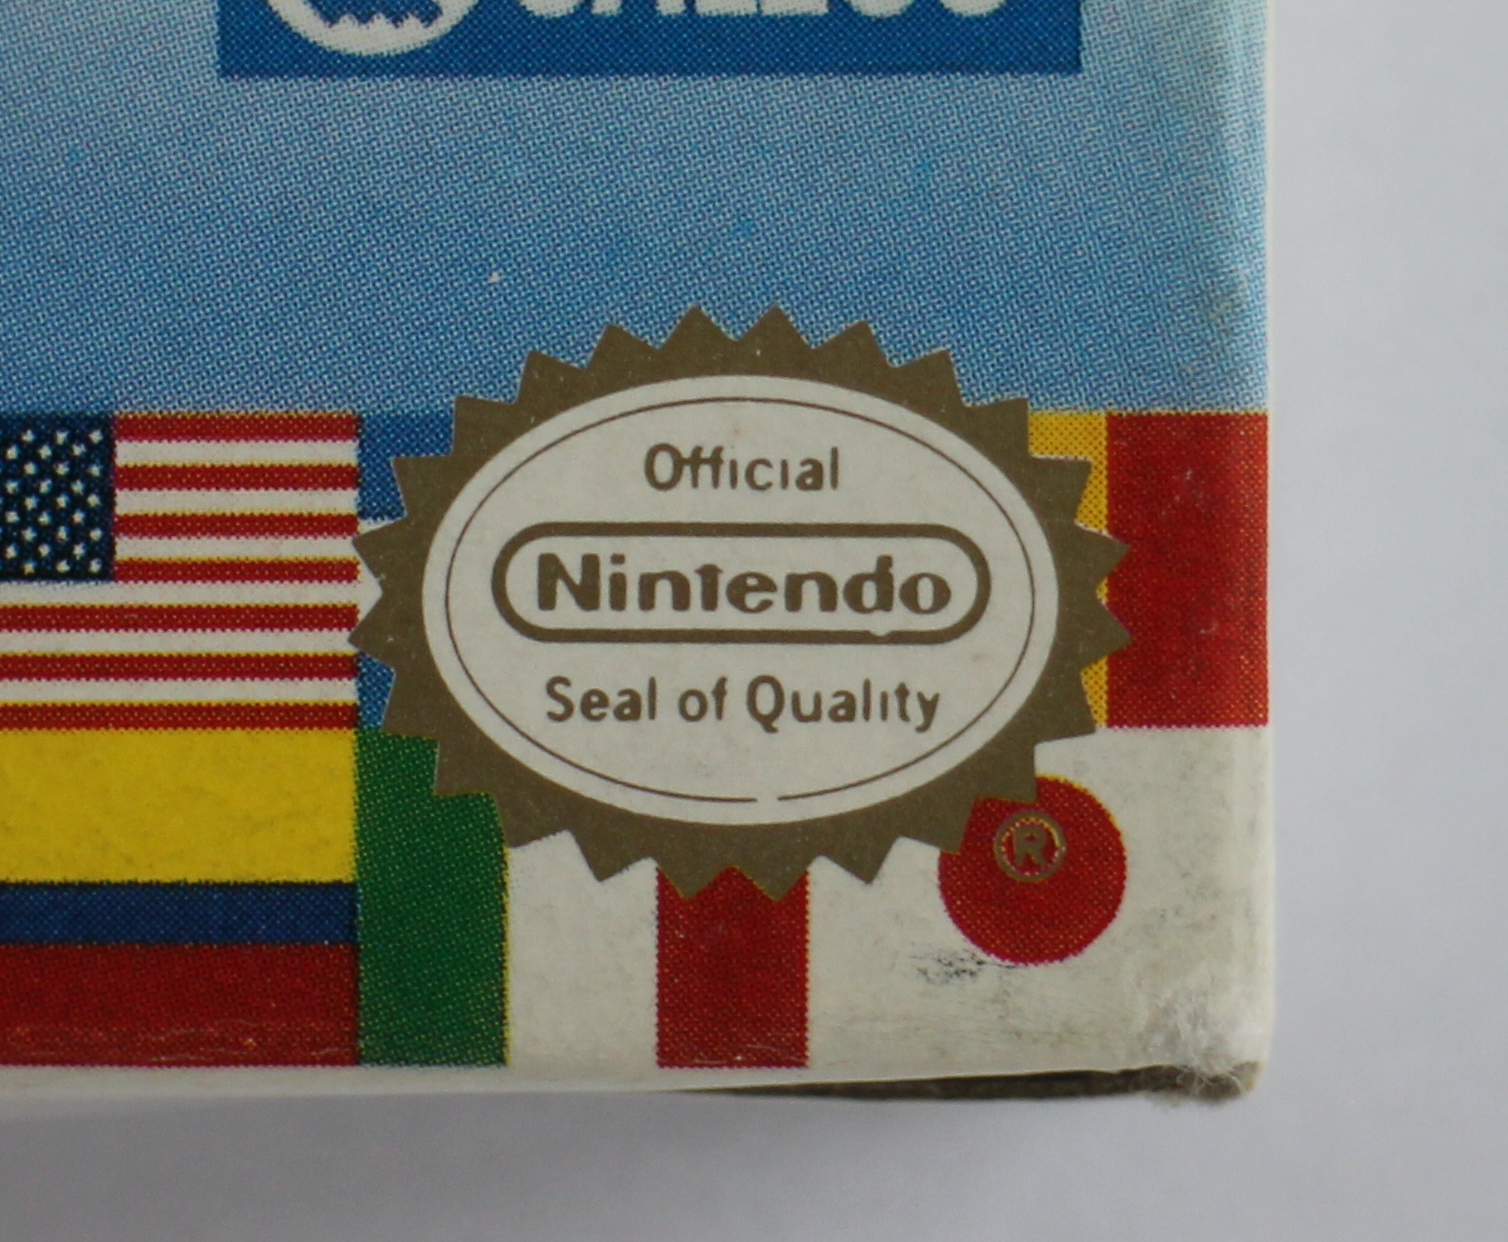 Official
Nintendo
Seal of Quality
®